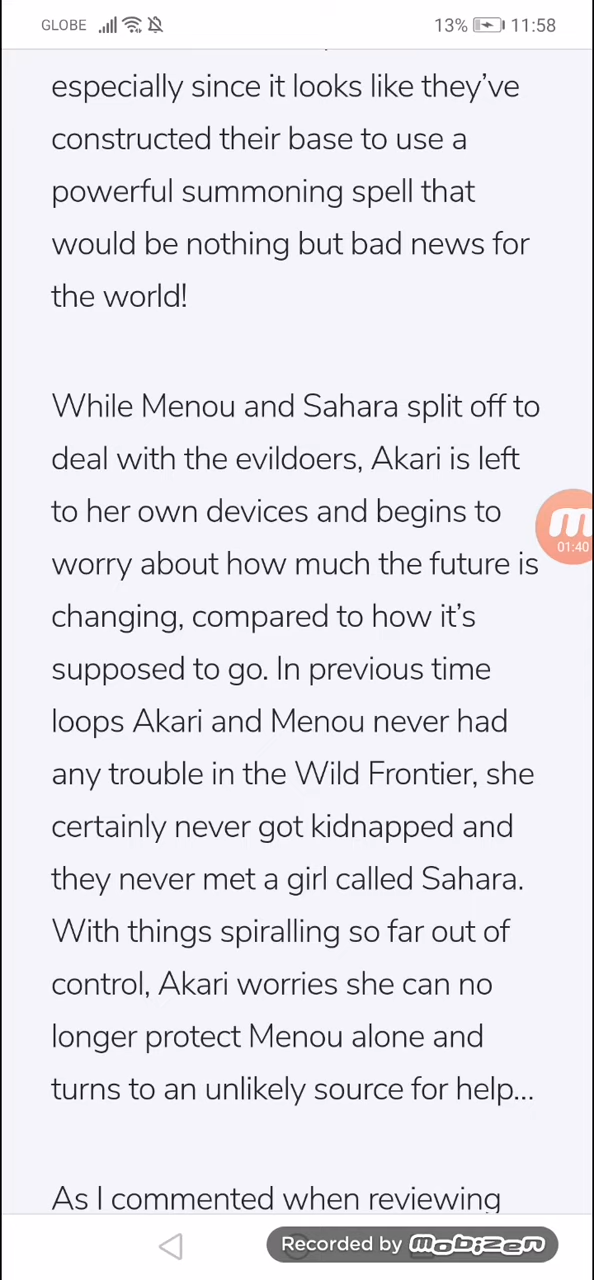 GLOBE 13% 11:58
especially since it looks like they've
constructed their base to use a
powerful summoning spell that
would be nothing but bad news for
the world!
While Menou and Sahara split off to
deal with the evildoers, Akari is left
to her own devices and begins to
worry about how much the future is
changing, compared to how it's
supposed to go. In previous time
loops Akari and Menou never had
any trouble in the Wild Frontier, she
certainly never got kidnapped and
they never met a girl called Sahara.
With things spiralling so far out of
control, Akari worries she can no
longer protect Menou alone and
turns to an unlikely source for help...
As I commented when reviewing
m
01:40
Recorded by mobizen